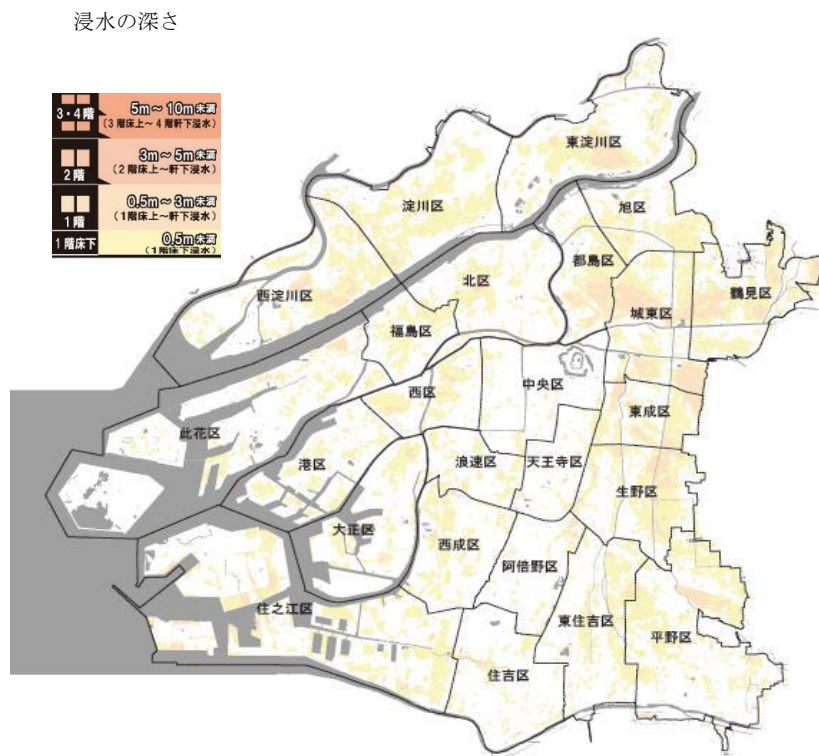 浸水の深さ
3・4階
5m~10m未満
(3階床上~4階軒下浸水)
2階
3m~5m未満
(2階床上~軒下浸水)
1階
0.5m~3m未満
(1階床上~軒下浸水)
1階床下
0.5m未満
(1階床下浸水)
東淀川区
淀川区
旭区
都島区
北区
西淀川区
鶴見区
城東区
福島区
中央区
西区
東成区
此花区
港区
浪速区
天王寺区
生野区
大正区
西成区
阿倍野区
住之江区
東住吉区
平野区
住吉区